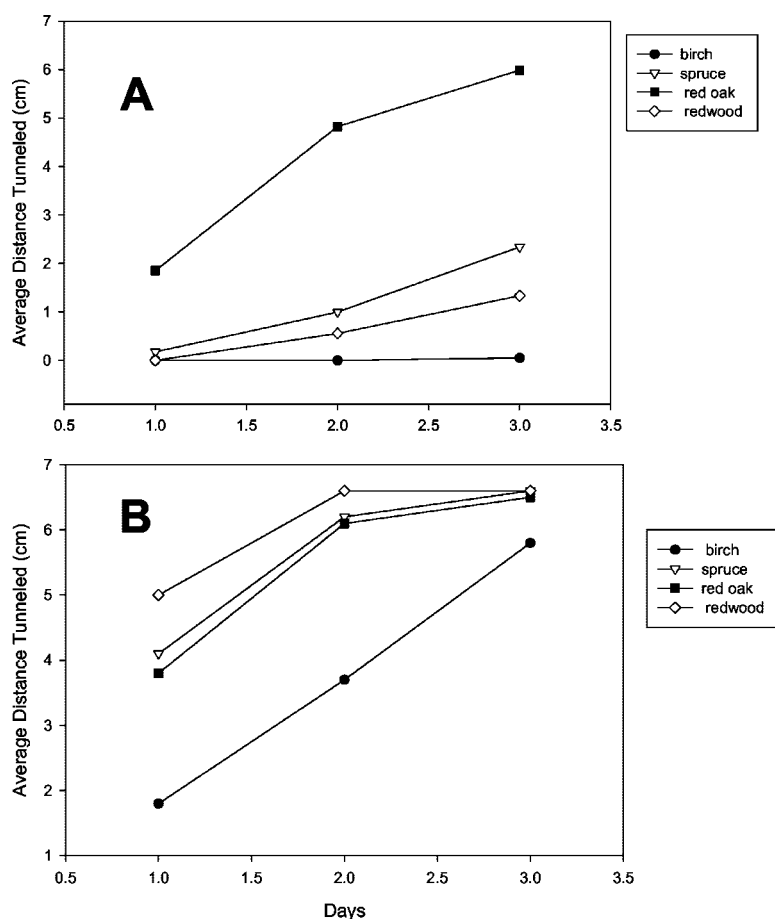 7
6
5
4
3
2
1
0
Average Distance Tunneled (cm)
A
0.5 1.0 1.5 2.0 2.5 3.0 3.5
birch
spruce
red oak
redwood
7
6
5
4
3
2
1
Average Distance Tunneled (cm)
B
0.5 1.0 1.5 2.0 2.5 3.0 3.5
Days
birch
spruce
red oak
redwood